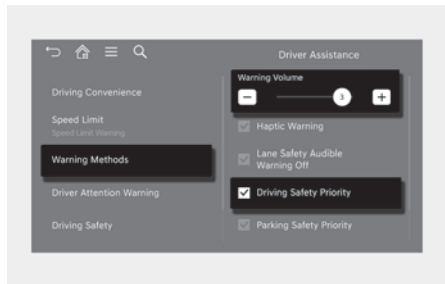 Driver Assistance
Driving Convenience
Speed Limit
Speed Limit Warning
Warning Methods
Driver Attention Warning
Driving Safety
Warning Volume
3
Haptic Warning
Lane Safety Audible
Warning Off
Driving Safety Priority
Parking Safety Priority